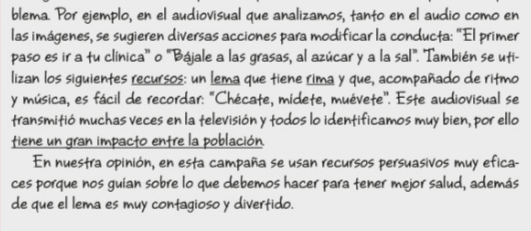 blema. Por ejemplo, en el audiovisual que analizamos, tanto en el audio como en
las imágenes, se sugieren diversas acciones para modificar la conducta: "El primer
paso es ir a tu clínica" o "Bájale a las grasas, al azúcar y a la sal". También se uti-
lizan los siguientes recursos: un lema que tiene rima y que, acompañado de ritmo
y música, es fácil de recordar: "Chécate, mídete, muévete". Este audiovisual se
transmitió muchas veces en la televisión y todos lo identificamos muy bien, por ello
tiene un gran impacto entre la población.
En nuestra opinión, en esta campaña se usan recursos persuasivos muy efica-
ces porque nos guían sobre lo que debemos hacer para tener mejor salud, además
de que el lema es muy contagioso y divertido.